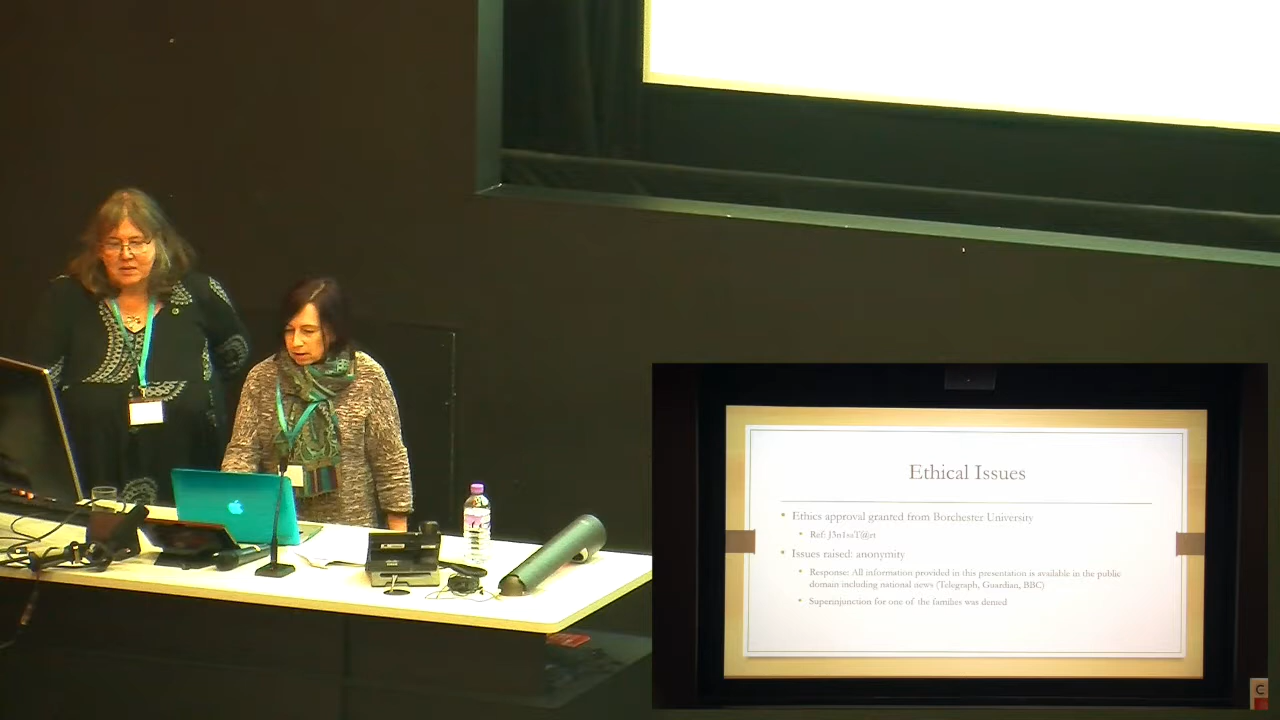 Ethical Issues
• Ethics approval granted from Borchester University
• Ref: J3n1ssT@rt
• Issues raised: anonymity
• Response: All information provided in this presentation is available in the public
domain including national news (Telegraph, Guardian, BBC)
• Superinjunction for one of the families was denied
C